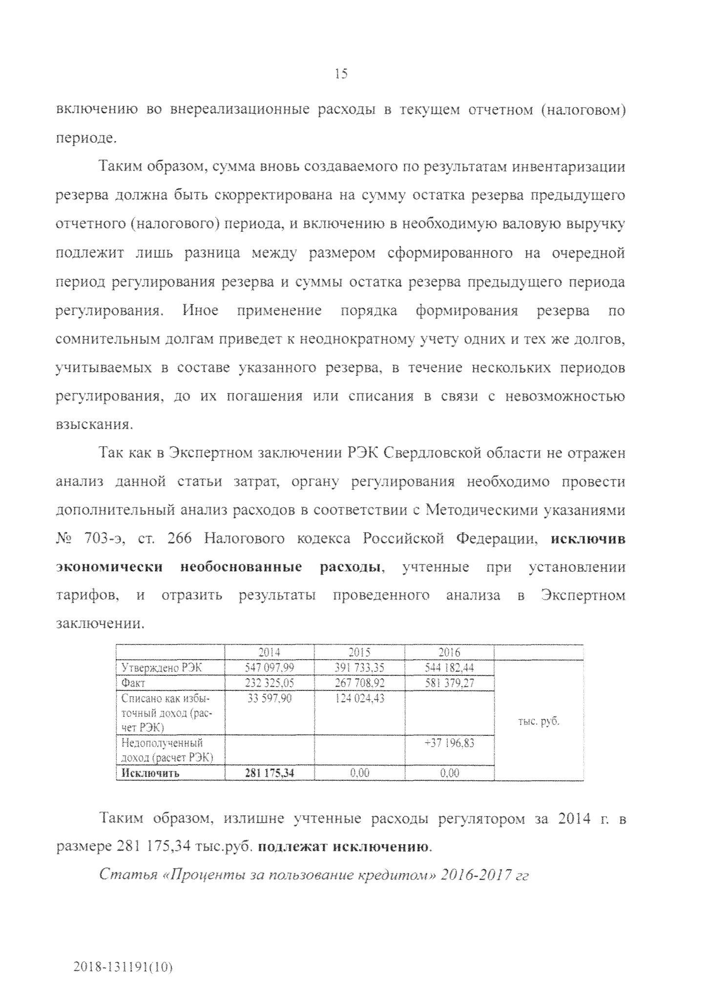 15
включению во внереализационные расходы в текущем отчетном (налоговом)
периоде.
Таким образом, сумма вновь создаваемого по результатам инвентаризации
резерва должна быть скорректирована на сумму остатка резерва предыдущего
отчетного (налогового) периода, и включению в необходимую валовую выручку
подлежит лишь разница между размером сформированного на очередной
период регулирования резерва и суммы остатка резерва предыдущего периода
регулирования. Иное применение порядка формирования резерва по
сомнительным долгам приведет к неоднократному учету одних и тех же долгов,
учитываемых в составе указанного резерва, в течение нескольких периодов
регулирования, до их погашения или списания в связи с невозможностью
взыскания.
Так как в Экспертном заключении РЭК Свердловской области не отражен
анализ данной статьи затрат, органу регулирования необходимо провести
дополнительный анализ расходов в соответствии с Методическими указаниями
№ 703-э, ст. 266 Налогового кодекса Российской Федерации, исключив
экономически необоснованные расходы, учтенные при установлении
тарифов, и отразить результаты проведенного анализа в Экспертном
заключении.
2014 2015 2016
Утверждено РЭК 547 097,99 391 733,35 544 182,44
Факт 232 325,05 267 708,92 581 379,27
Списано как избы- 33 597,90 124 024,43
точный доход (рас-
чет РЭК)
тыс. руб.
Недополученный +37 196,83
доход (расчет РЭК)
Исключить 281 175,34 0,00 0,00
Таким образом, излишне учтенные расходы регулятором за 2014 г. в
размере 281 175,34 тыс.руб. подлежат исключению.
Статья «Проценты за пользование кредитом» 2016-2017 гг
2018-131191(10)